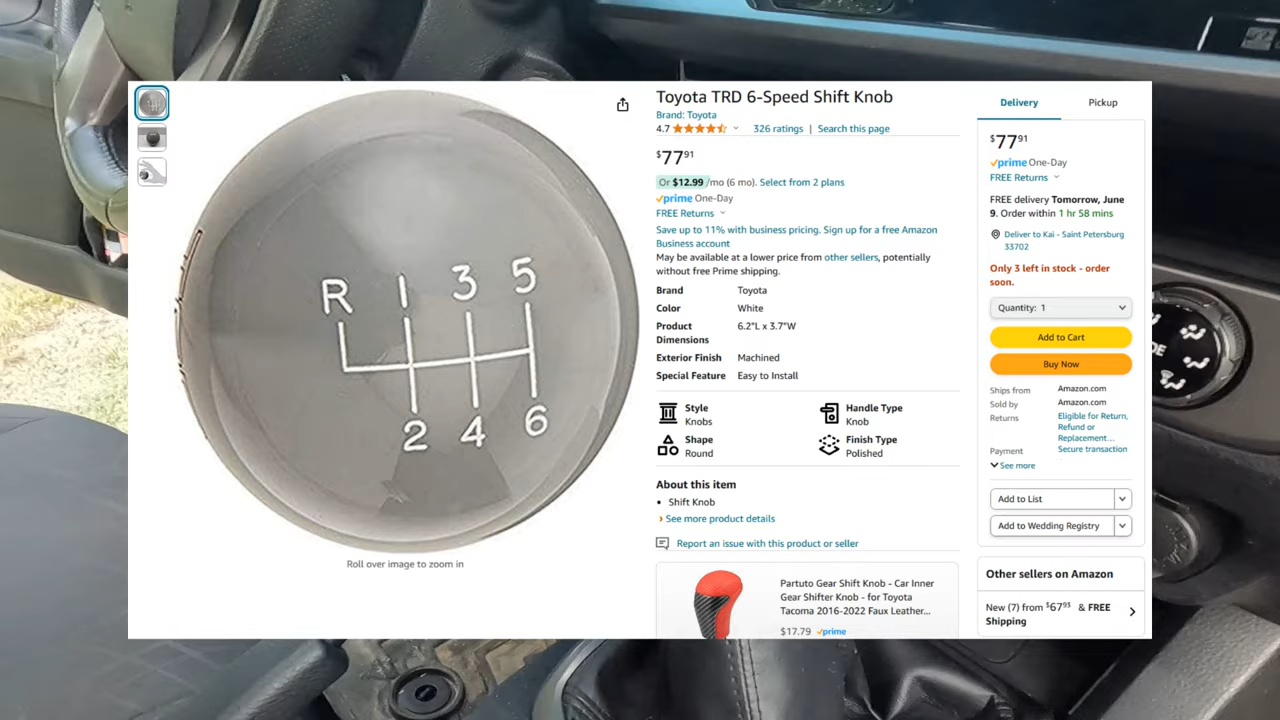 R 1 3 5
2 4 6
Roll over image to zoom in
Toyota TRD 6-Speed Shift Knob
Brand: Toyota
4.7 326 ratings | Search this page
$77 91
Or $12.99 /mo (6 mo). Select from 2 plans
prime One-Day
FREE Returns
Save up to 11% with business pricing. Sign up for a free Amazon
Business account
May be available at a lower price from other sellers, potentially
without free Prime shipping.
Brand Toyota
Color White
Product 6.2"L x 3.7"W
Dimensions
Exterior Finish Machined
Special Feature Easy to Install
Style Handle Type
Knobs Knob
Shape Finish Type
Round Polished
About this item
• Shift Knob
› See more product details
Report an issue with this product or seller
Partuto Gear Shift Knob - Car Inner
Gear Shifter Knob - for Toyota
Tacoma 2016-2022 Faux Leather...
$17.79 prime
Delivery Pickup
$77 91
prime One-Day
FREE Returns
FREE delivery Tomorrow, June
9. Order within 1 hr 58 mins
Deliver to Kai - Saint Petersburg
33702
Only 3 left in stock - order
soon.
Quantity: 1
Add to Cart
Buy Now
Ships from Amazon.com
Sold by Amazon.com
Returns Eligible for Return,
Refund or
Replacement...
Payment Secure transaction
See more
Add to List
Add to Wedding Registry
Other sellers on Amazon
New (7) from $67 93 & FREE
Shipping